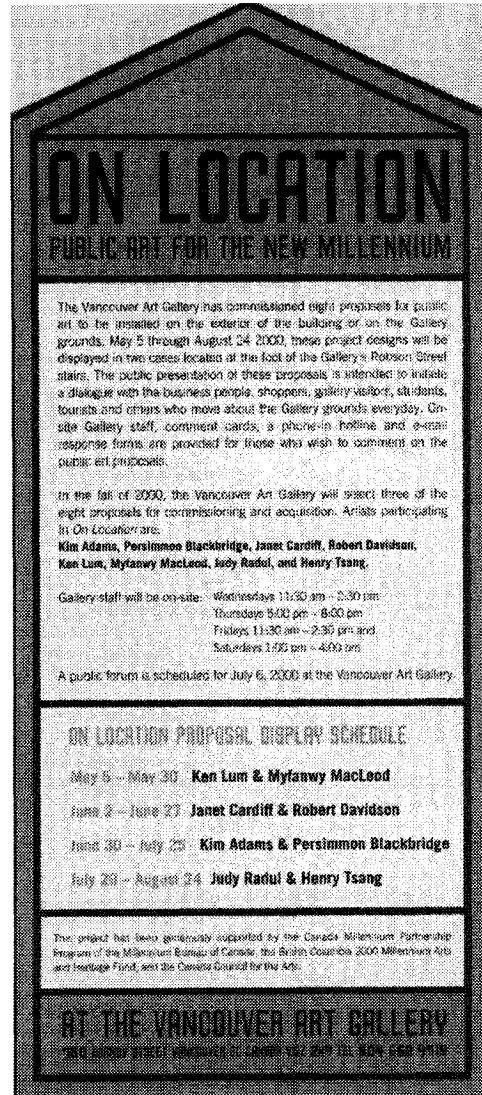 ON LOCATION
PUBLIC ART FOR THE NEW MILLENNIUM
The Vancouver Art Gallery has commissioned eight proposals for public
art to be installed on the exterior of the building or on the Gallery
grounds. May 5 through August 24 2000, these project designs will be
displayed in two cases located at the foot of the Gallery's Robson Street
stairs. The public presentation of these proposals is intended to initiate
a dialogue with the business people, shoppers, gallery visitors, students,
tourists and others who move about the Gallery grounds everyday. On-
site Gallery staff, comment cards, a phone-in hotline and e-mail
response forms are provided for those who wish to comment on the
public art proposals.
In the fall of 2000, the Vancouver Art Gallery will select three of the
eight proposals for commissioning and acquisition. Artists participating
in On Location are:
Kim Adams, Persimmon Blackbridge, Janet Cardiff, Robert Davidson,
Ken Lum, Myfanwy MacLeod, Judy Radul, and Henry Tsang.
Gallery staff will be on-site: Wednesdays 11:30 am – 2:30 pm
Thursdays 5:00 pm – 8:00 pm
Fridays 11:30 am – 2:30 pm and
Saturdays 1:00 pm – 4:00 pm
A public forum is scheduled for July 6, 2000 at the Vancouver Art Gallery.
ON LOCATION PROPOSAL DISPLAY SCHEDULE
May 5 – May 30 Ken Lum & Myfanwy MacLeod
June 2 – June 27 Janet Cardiff & Robert Davidson
June 30 – July 25 Kim Adams & Persimmon Blackbridge
July 28 – August 24 Judy Radul & Henry Tsang
This project has been generously supported by the Canada Millennium Partnership
Program of the Millennium Bureau of Canada, the British Columbia 2000 Millennium Arts
and Heritage Fund, and the Canada Council for the Arts.
AT THE VANCOUVER ART GALLERY